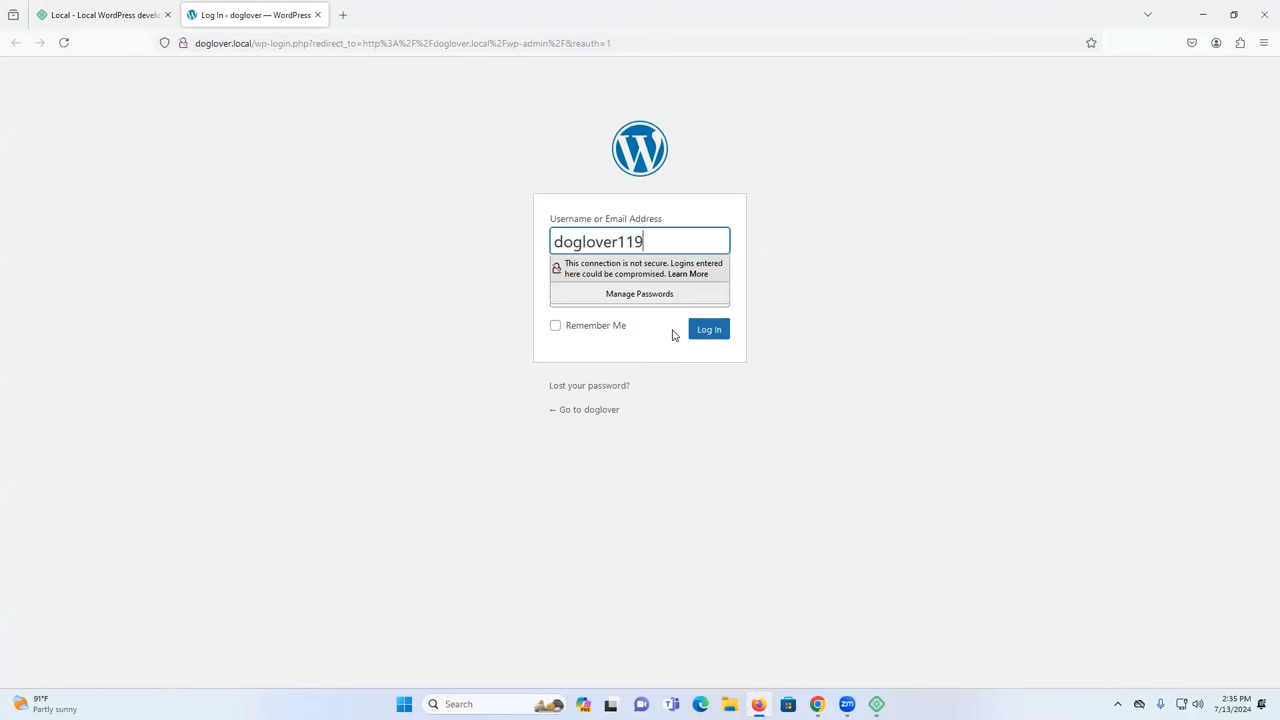 Local - Local WordPress develo
Log In ‹ doglover — WordPress
doglover.local/wp-login.php?redirect_to=http%3A%2F%2Fdoglover.local%2Fwp-admin%2F&reauth=1
Username or Email Address
doglover119
This connection is not secure. Logins entered
here could be compromised. Learn More
Manage Passwords
Remember Me
Log In
Lost your password?
← Go to doglover
91°F
Partly sunny
Search
zm
2:35 PM
7/13/2024